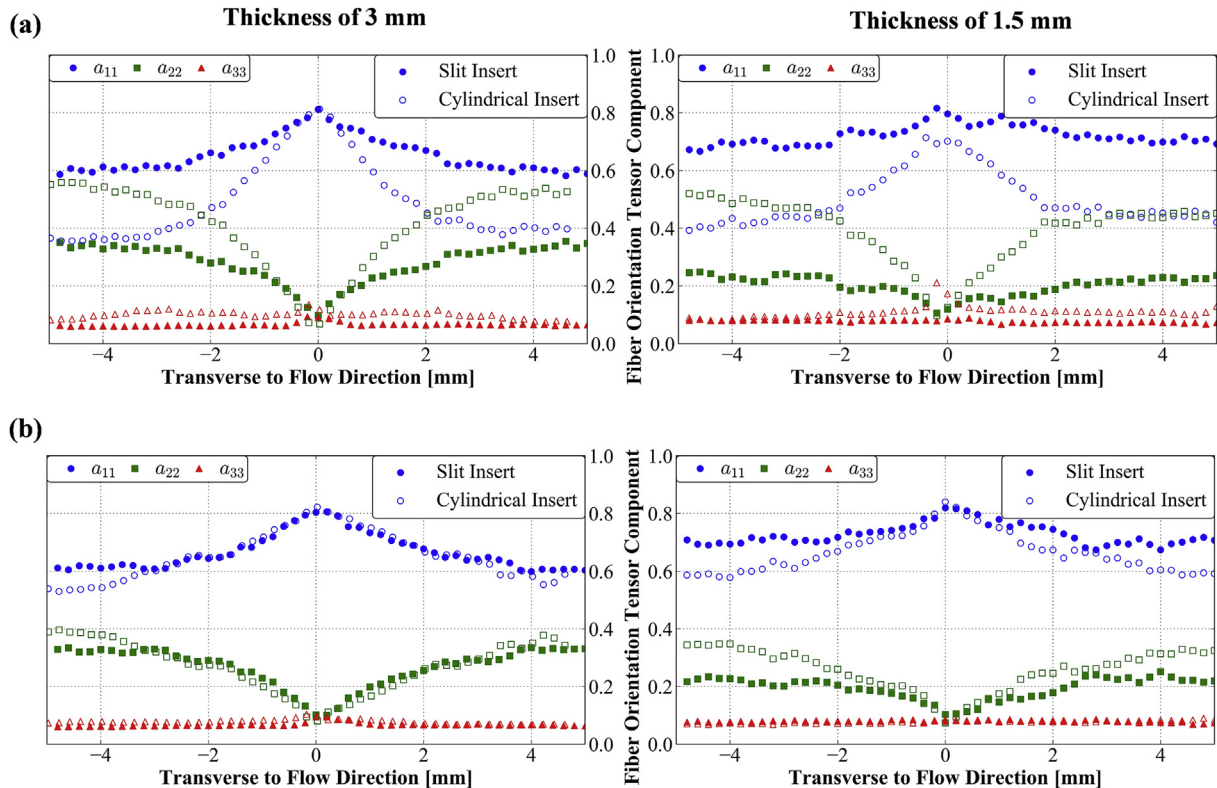 Thickness of 3 mm
Thickness of 1.5 mm
(a)
a11 a22 a33
Slit Insert
Cylindrical Insert
1.0
0.8
0.6
0.4
0.2
0.0
−4 −2 0 2 4
Transverse to Flow Direction [mm]
Fiber Orientation Tensor Component
a11 a22 a33
Slit Insert
Cylindrical Insert
1.0
0.8
0.6
0.4
0.2
0.0
−4 −2 0 2 4
Transverse to Flow Direction [mm]
(b)
a11 a22 a33
Slit Insert
Cylindrical Insert
1.0
0.8
0.6
0.4
0.2
0.0
−4 −2 0 2 4
Transverse to Flow Direction [mm]
Fiber Orientation Tensor Component
a11 a22 a33
Slit Insert
Cylindrical Insert
1.0
0.8
0.6
0.4
0.2
0.0
−4 −2 0 2 4
Transverse to Flow Direction [mm]